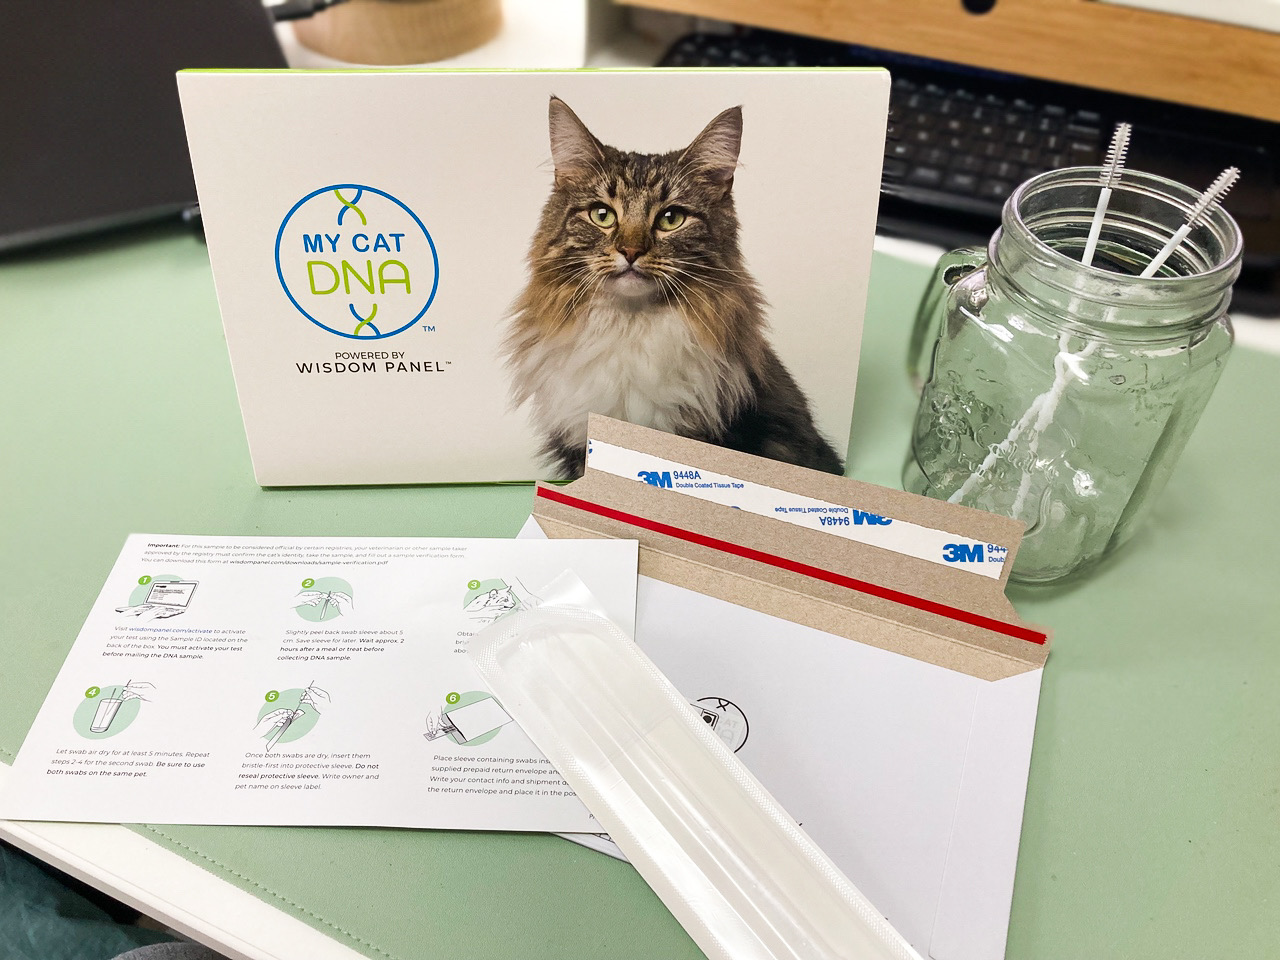 MY CAT
DNA
™
POWERED BY
WISDOM PANEL™
3M 9448A
Double Coated Tissue Tape
3M 9448A
Double Coated Tissue Tape
3M 944
Doub
Important: For this sample to be considered official by certain registries, your veterinarian or other sample taker
approved by the registry must confirm the cat's identity, take the sample, and fill out a sample verification form.
You can download this form at wisdompanel.com/downloads/sample-verification.pdf
1
Visit wisdompanel.com/activate to activate
your test using the Sample ID located on the
back of the box. You must activate your test
before mailing the DNA sample.
2
Slightly peel back swab sleeve about 5
cm. Save sleeve for later. Wait approx. 2
hours after a meal or treat before
collecting DNA sample.
3
4
Let swab air dry for at least 5 minutes. Repeat
steps 2-4 for the second swab. Be sure to use
both swabs on the same pet.
5
Once both swabs are dry, insert them
bristle-first into protective sleeve. Do not
reseal protective sleeve. Write owner and
pet name on sleeve label.
6
Place sleeve containing swabs
supplied prepaid return envelope
Write your contact info and shipment
the return envelope and place it in the